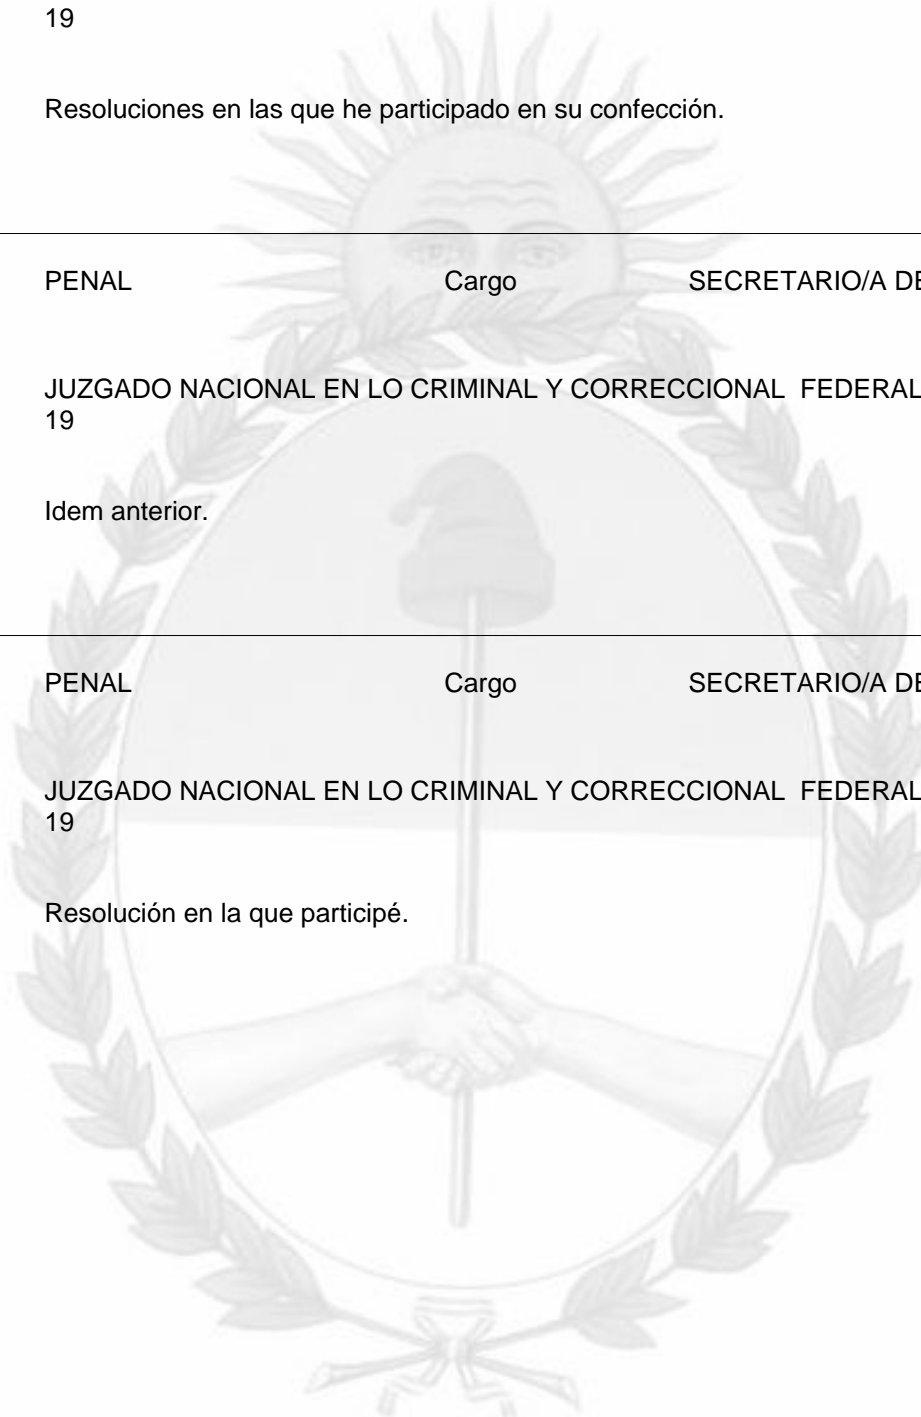 19
Resoluciones en las que he participado en su confección.
PENAL Cargo SECRETARIO/A DE
JUZGADO NACIONAL EN LO CRIMINAL Y CORRECCIONAL FEDERAL
19
Idem anterior.
PENAL Cargo SECRETARIO/A DE
JUZGADO NACIONAL EN LO CRIMINAL Y CORRECCIONAL FEDERAL
19
Resolución en la que participé.